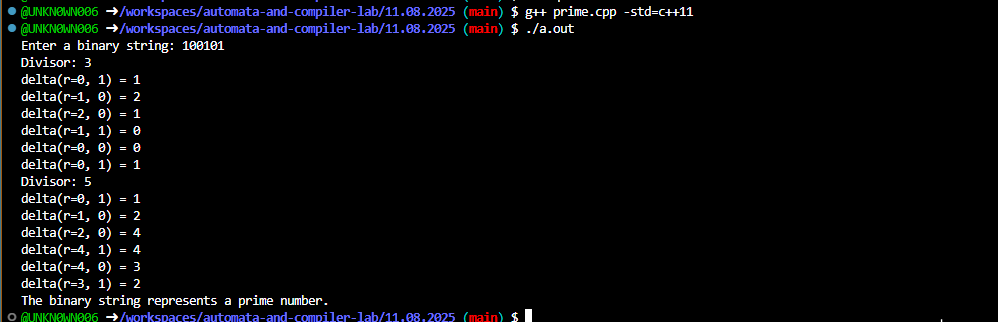 @UNKN0WN006 ➜/workspaces/automata-and-compiler-lab/11.08.2025 (main) $ g++ prime.cpp -std=c++11
@UNKN0WN006 ➜/workspaces/automata-and-compiler-lab/11.08.2025 (main) $ ./a.out
Enter a binary string: 100101
Divisor: 3
delta(r=0, 1) = 1
delta(r=1, 0) = 2
delta(r=2, 0) = 1
delta(r=1, 1) = 0
delta(r=0, 0) = 0
delta(r=0, 1) = 1
Divisor: 5
delta(r=0, 1) = 1
delta(r=1, 0) = 2
delta(r=2, 0) = 4
delta(r=4, 1) = 4
delta(r=4, 0) = 3
delta(r=3, 1) = 2
The binary string represents a prime number.
@UNKN0WN006 ➜/workspaces/automata-and-compiler-lab/11.08.2025 (main) $